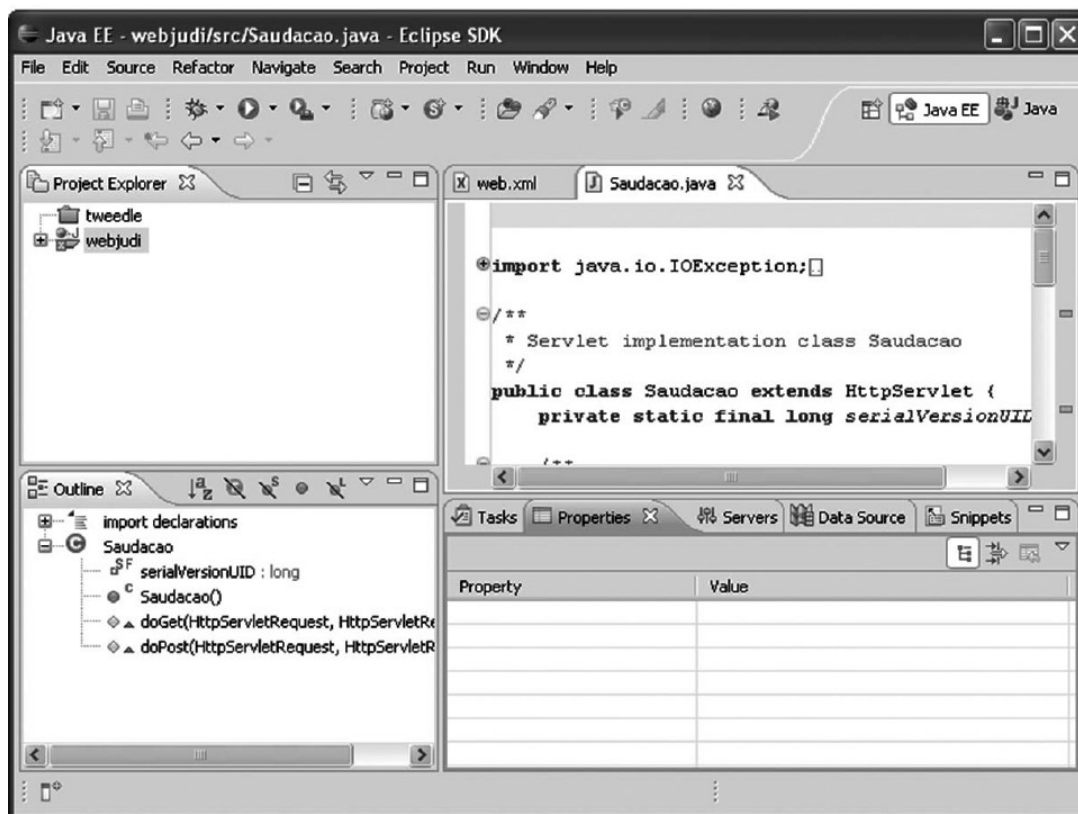 Java EE - webjudi/src/Saudacao.java - Eclipse SDK
File Edit Source Refactor Navigate Search Project Run Window Help
Java EE Java
Project Explorer
tweedle
webjudi
web.xml Saudacao.java
import java.io.IOException;
/**
* Servlet implementation class Saudacao
*/
public class Saudacao extends HttpServlet {
private static final long serialVersionUID
/**
Outline
import declarations
Saudacao
serialVersionUID : long
Saudacao()
doGet(HttpServletRequest, HttpServletRe
doPost(HttpServletRequest, HttpServletR
Tasks Properties Servers Data Source Snippets
Property Value